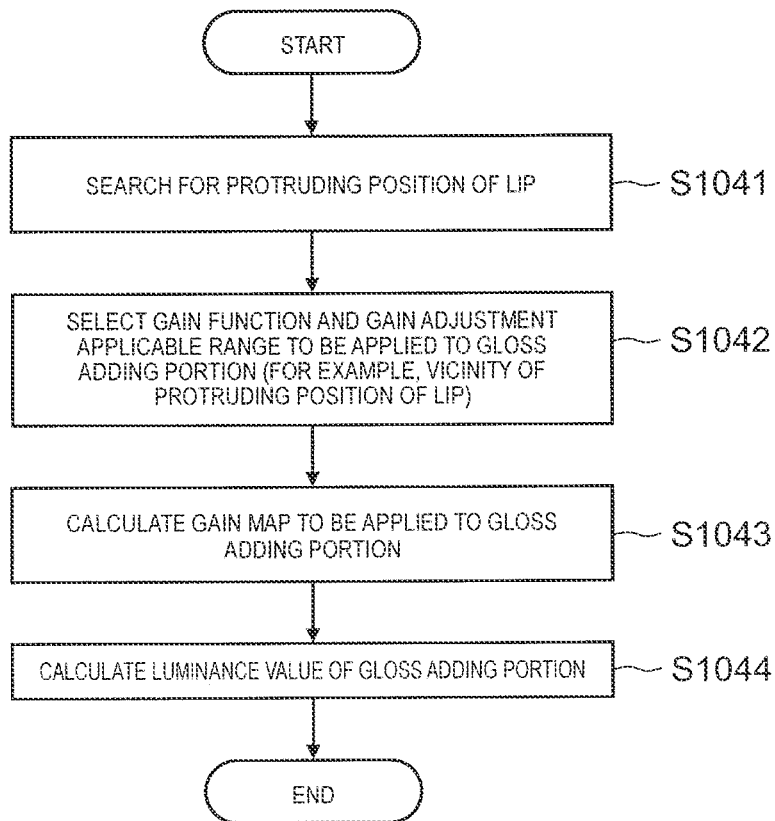 START
SEARCH FOR PROTRUDING POSITION OF LIP
S1041
SELECT GAIN FUNCTION AND GAIN ADJUSTMENT
APPLICABLE RANGE TO BE APPLIED TO GLOSS
ADDING PORTION (FOR EXAMPLE, VICINITY OF
PROTRUDING POSITION OF LIP)
S1042
CALCULATE GAIN MAP TO BE APPLIED TO GLOSS
ADDING PORTION
S1043
CALCULATE LUMINANCE VALUE OF GLOSS ADDING PORTION
S1044
END